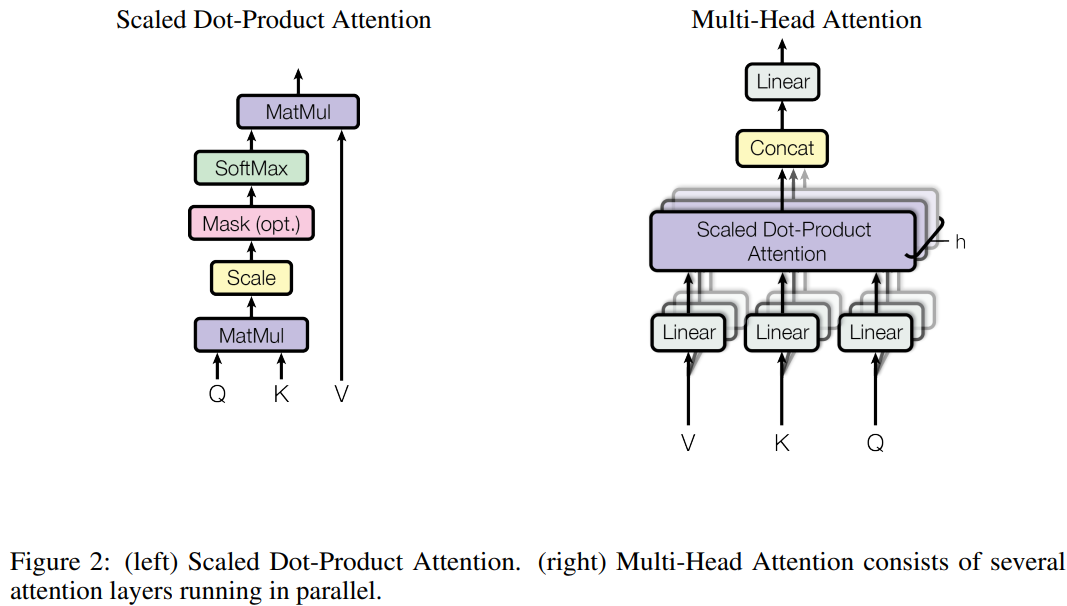 Scaled Dot-Product Attention
MatMul
SoftMax
Mask (opt.)
Scale
MatMul
Q K V
Multi-Head Attention
Linear
Concat
Scaled Dot-Product
Attention
h
Linear Linear Linear
V K Q
Figure 2: (left) Scaled Dot-Product Attention. (right) Multi-Head Attention consists of several
attention layers running in parallel.